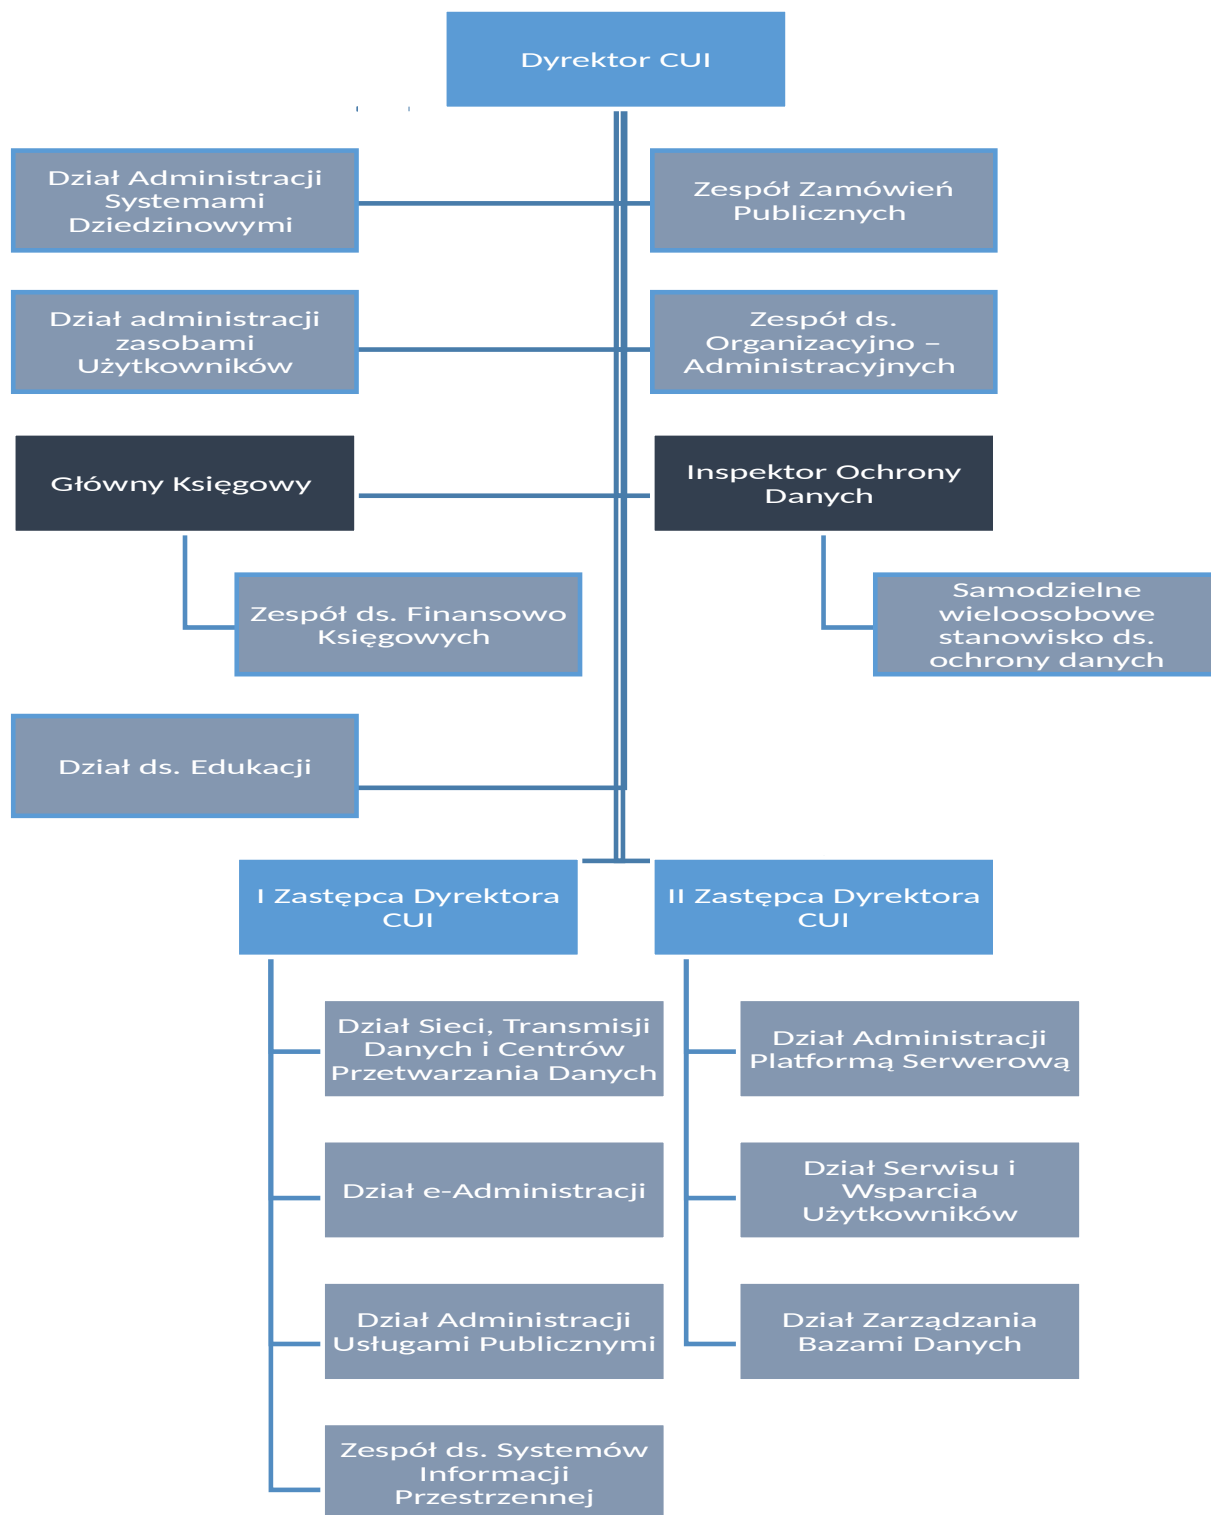 Dyrektor CUI
Dział Administracji
Systemami
Dziedzinowymi
Zespół Zamówień
Publicznych
Dział administracji
zasobami
Użytkowników
Zespół ds.
Organizacyjno –
Administracyjnych
Główny Księgowy
Inspektor Ochrony
Danych
Zespół ds. Finansowo
Księgowych
Samodzielne
wieloosobowe
stanowisko ds.
ochrony danych
Dział ds. Edukacji
I Zastępca Dyrektora
CUI
II Zastępca Dyrektora
CUI
Dział Sieci, Transmisji
Danych i Centrów
Przetwarzania Danych
Dział e-Administracji
Dział Administracji
Usługami Publicznymi
Zespół ds. Systemów
Informacji
Przestrzennej
Dział Administracji
Platformą Serwerową
Dział Serwisu i
Wsparcia
Użytkowników
Dział Zarządzania
Bazami Danych